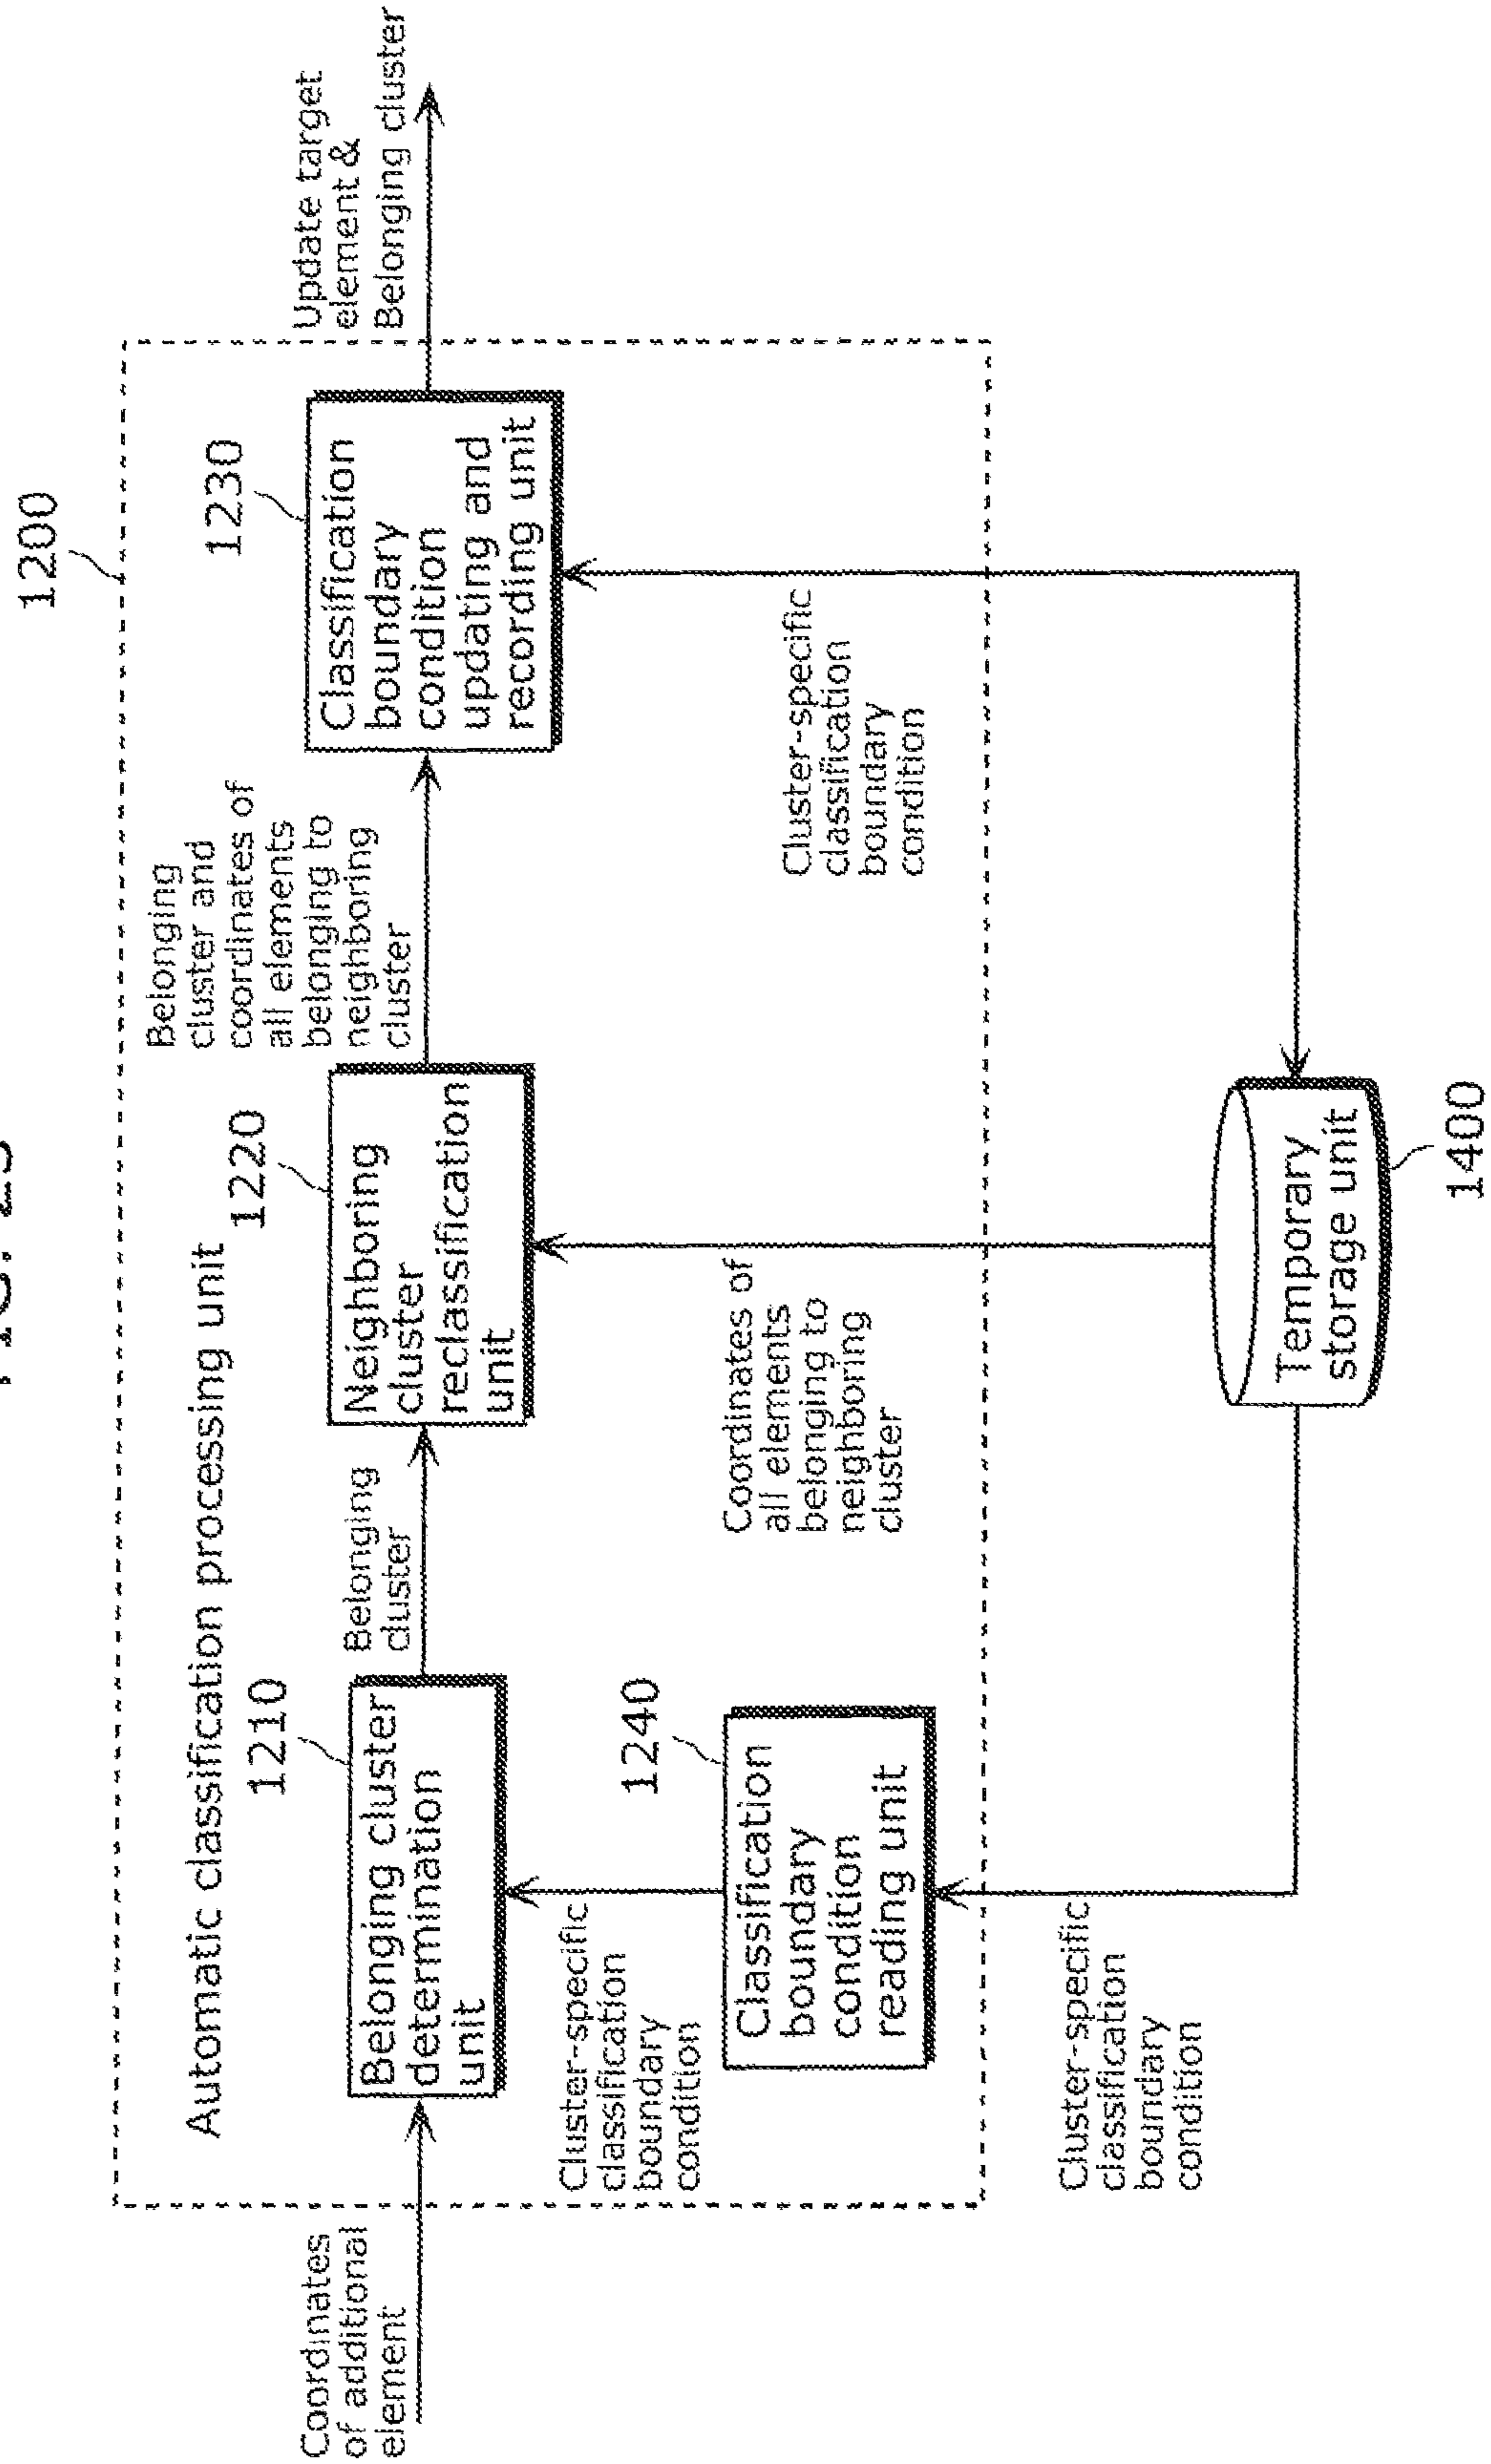 1200
Automatic classification processing unit
Coordinates
of additional
element
1210
Belonging cluster
determination
unit
Belonging
cluster
1220
Neighboring
cluster
reclassification
unit
Belonging
cluster and
coordinates of
all elements
belonging to
neighboring
cluster
1230
Classification
boundary
condition
updating and
recording unit
Update target
element &
Belonging cluster
Cluster-specific
classification
boundary
condition
1240
Classification
boundary
condition
reading unit
Coordinates of
all elements
belonging to
neighboring
cluster
Cluster-specific
classification
boundary
condition
Cluster-specific
classification
boundary
condition
Temporary
storage unit
1400